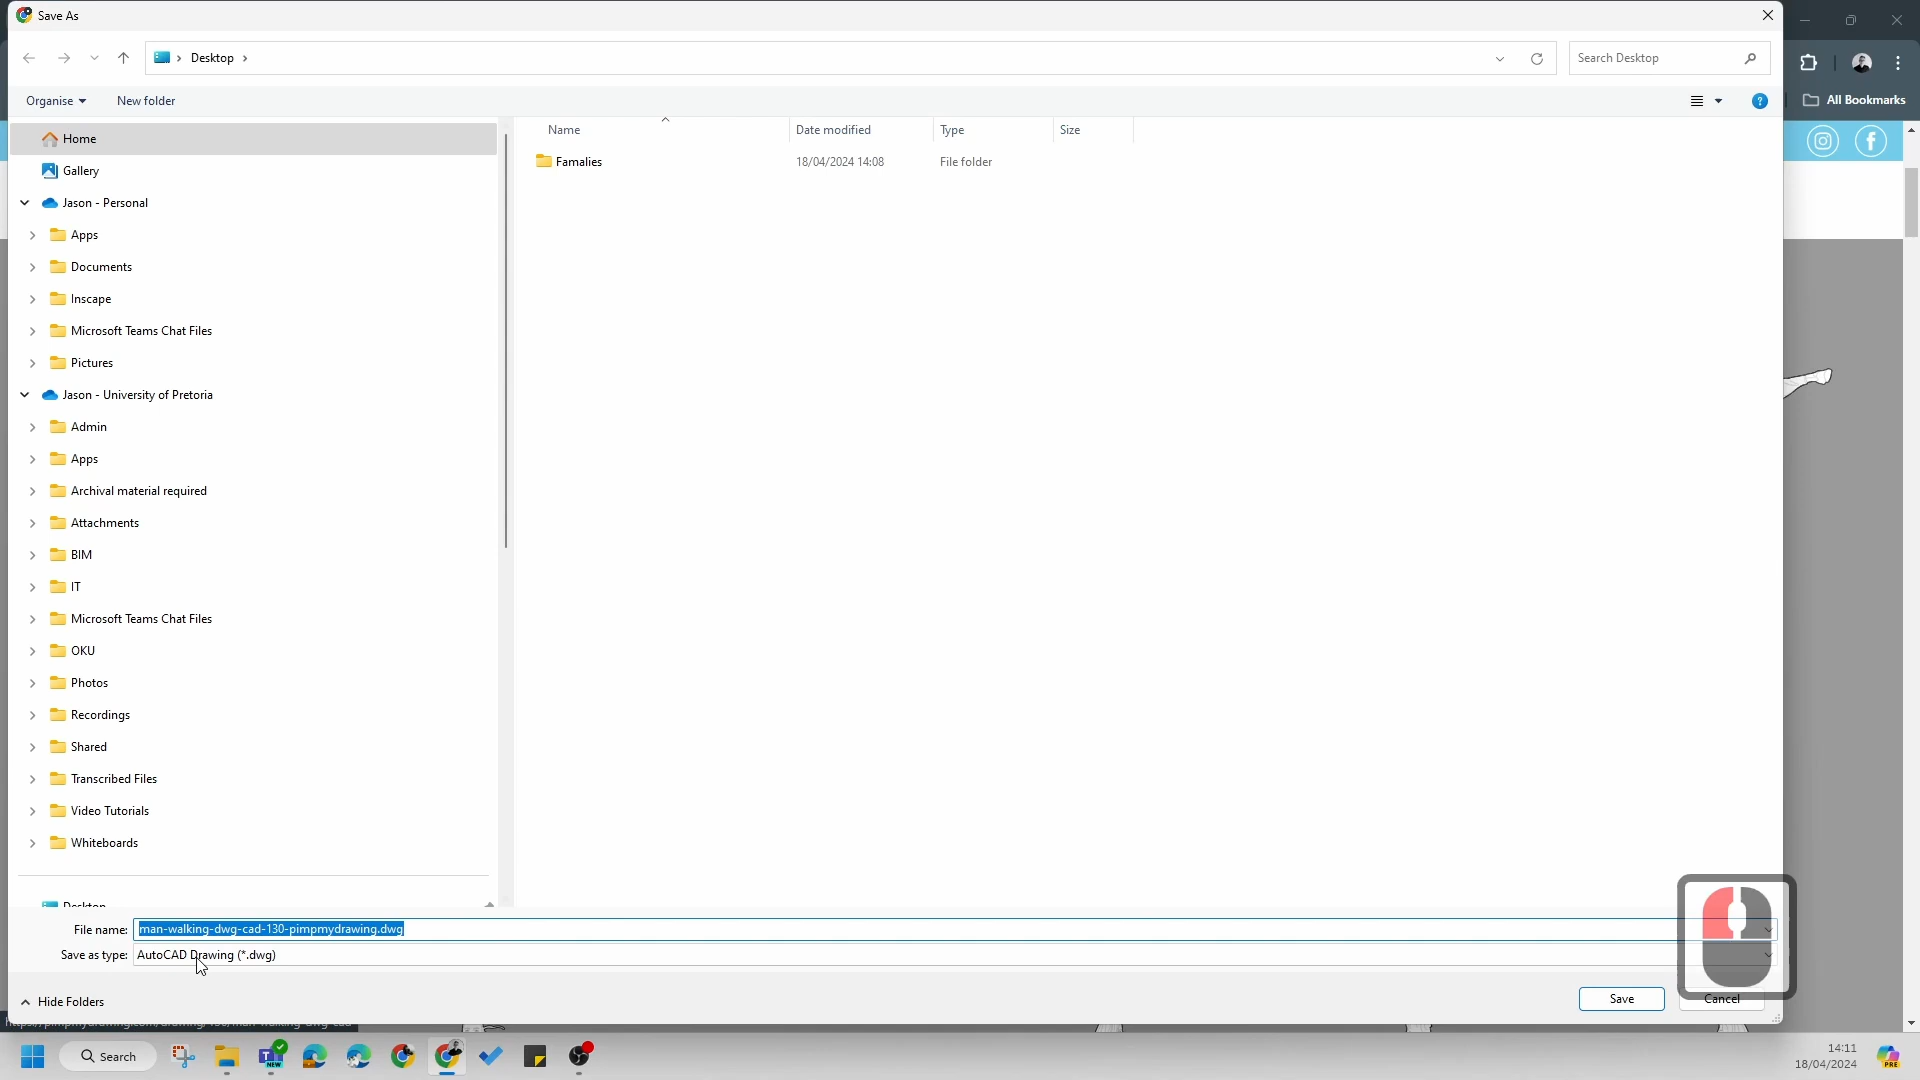 Save As
Desktop
Search Desktop
Organise
New folder
All Bookmarks
Name
Date modified
Type
Size
Home
Famalies
18/04/2024 14:08
File folder
Gallery
Jason - Personal
Apps
Documents
Inscape
Microsoft Teams Chat Files
Pictures
Jason - University of Pretoria
Admin
Apps
Archival material required
Attachments
BIM
IT
Microsoft Teams Chat Files
OKU
Photos
Recordings
Shared
Transcribed Files
Video Tutorials
Whiteboards
Desktop
File name: man-walking-dwg-cad-130-pimpmydrawing.dwg
Save as type: AutoCAD Drawing (*.dwg)
Hide Folders
Save
Cancel
Search
NEW
14:11
18/04/2024
PRE